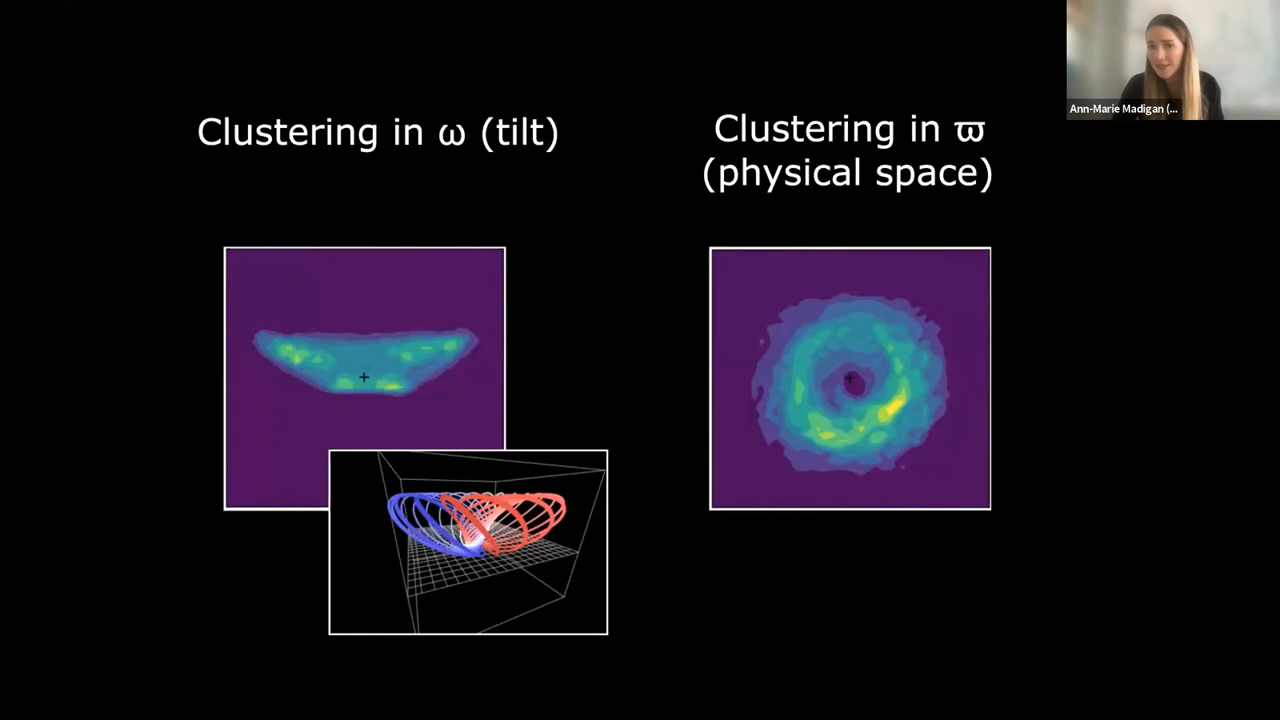 Clustering in ω (tilt)
Clustering in ϖ
(physical space)
Ann-Marie Madigan (...